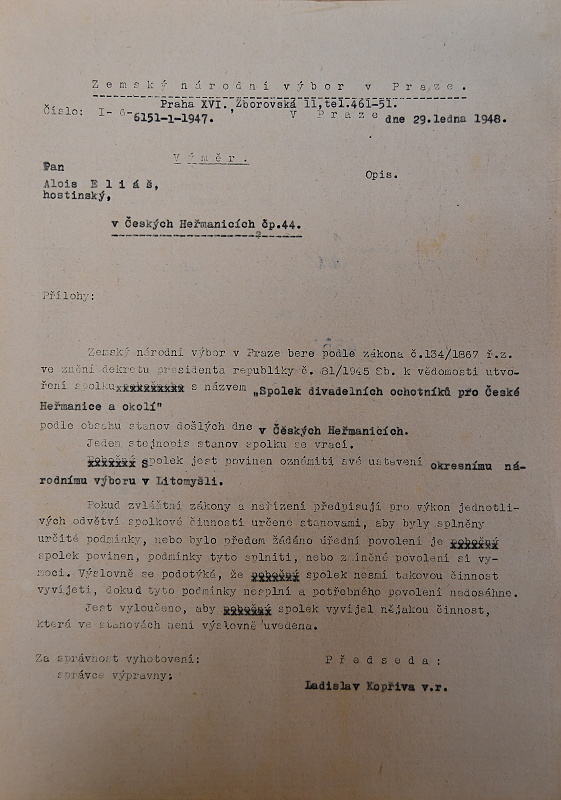 Zemský národní výbor v Praze.
Praha XVI., Zborovská 11,tel.461-51.
Číslo: I- 6-6151-1-1947. V Praze dne 29.ledna 1948.
Výměr.
Pan
Opis.
Alois Eliáš,
hostinský,
v Českých Heřmanicích čp.44.
Přílohy:
Zemský národní výbor v Praze bere podle zákona č.134/1867 ř.z.
ve znění dekretu presidenta republiky č. 81/1945 Sb. k vědomosti utvo-
ření spolku s názvem „Spolek divadelních ochotníků pro České
Heřmanice a okolí"
podle obsahu stanov došlých dne v Českých Heřmanicích.
Jeden stejnopis stanov spolku se vrací.
Spolek jest povinen oznámiti své ustavení okresnímu ná-
rodnímu výboru v Litomyšli.
Pokud zvláštní zákony a nařízení předpisují pro výkon jednotli-
vých odvětví spolkové činnosti určené stanovami, aby byly splněny
určité podmínky, nebo bylo předem žádáno úřední povolení je pobočný
spolek povinen, podmínky tyto splniti, nebo zmíněné povolení si vy-
moci. Výslovně se podotýká, že pobočný spolek nesmí takovou činnost
vyvíjeti, dokud tyto podmínky nesplní a potřebného povolení nedosáhne.
Jest vyloučeno, aby pobočný spolek vyvíjel nějakou činnost,
která ve stanovách není výslovně uvedena.
Za správnost vyhotovení:
Předseda:
správce výpravny:
Ladislav Kopřiva v.r.